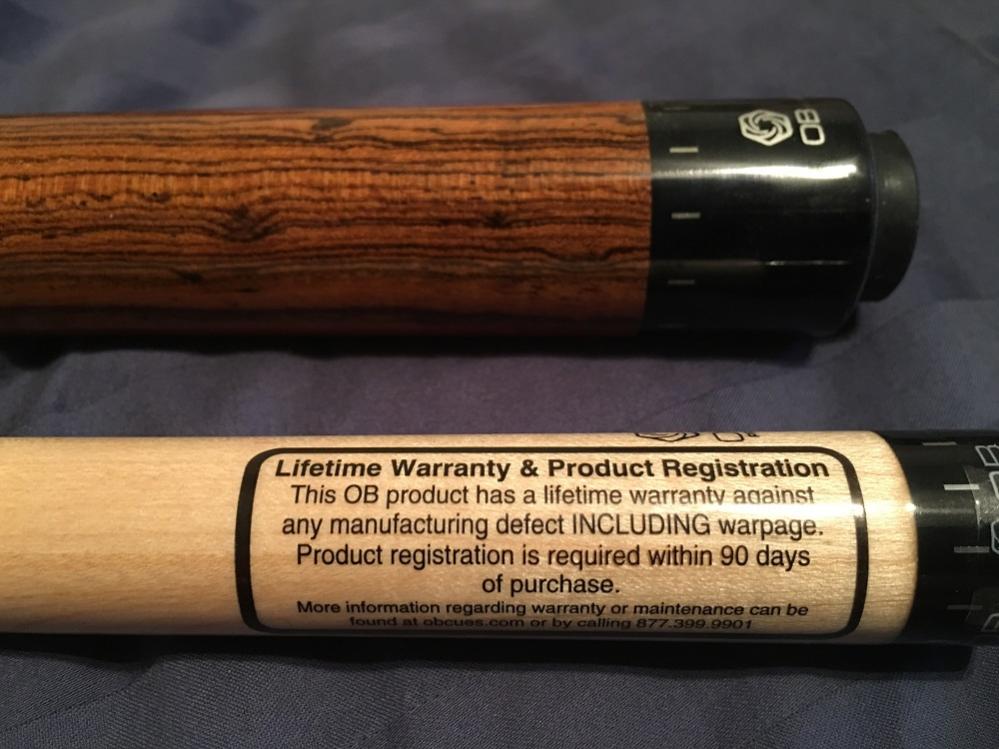 OB
Lifetime Warranty & Product Registration
This OB product has a lifetime warranty against
any manufacturing defect INCLUDING warpage.
Product registration is required within 90 days
of purchase.
More information regarding warranty or maintenance can be
found at obcues.com or by calling 877.399.9901